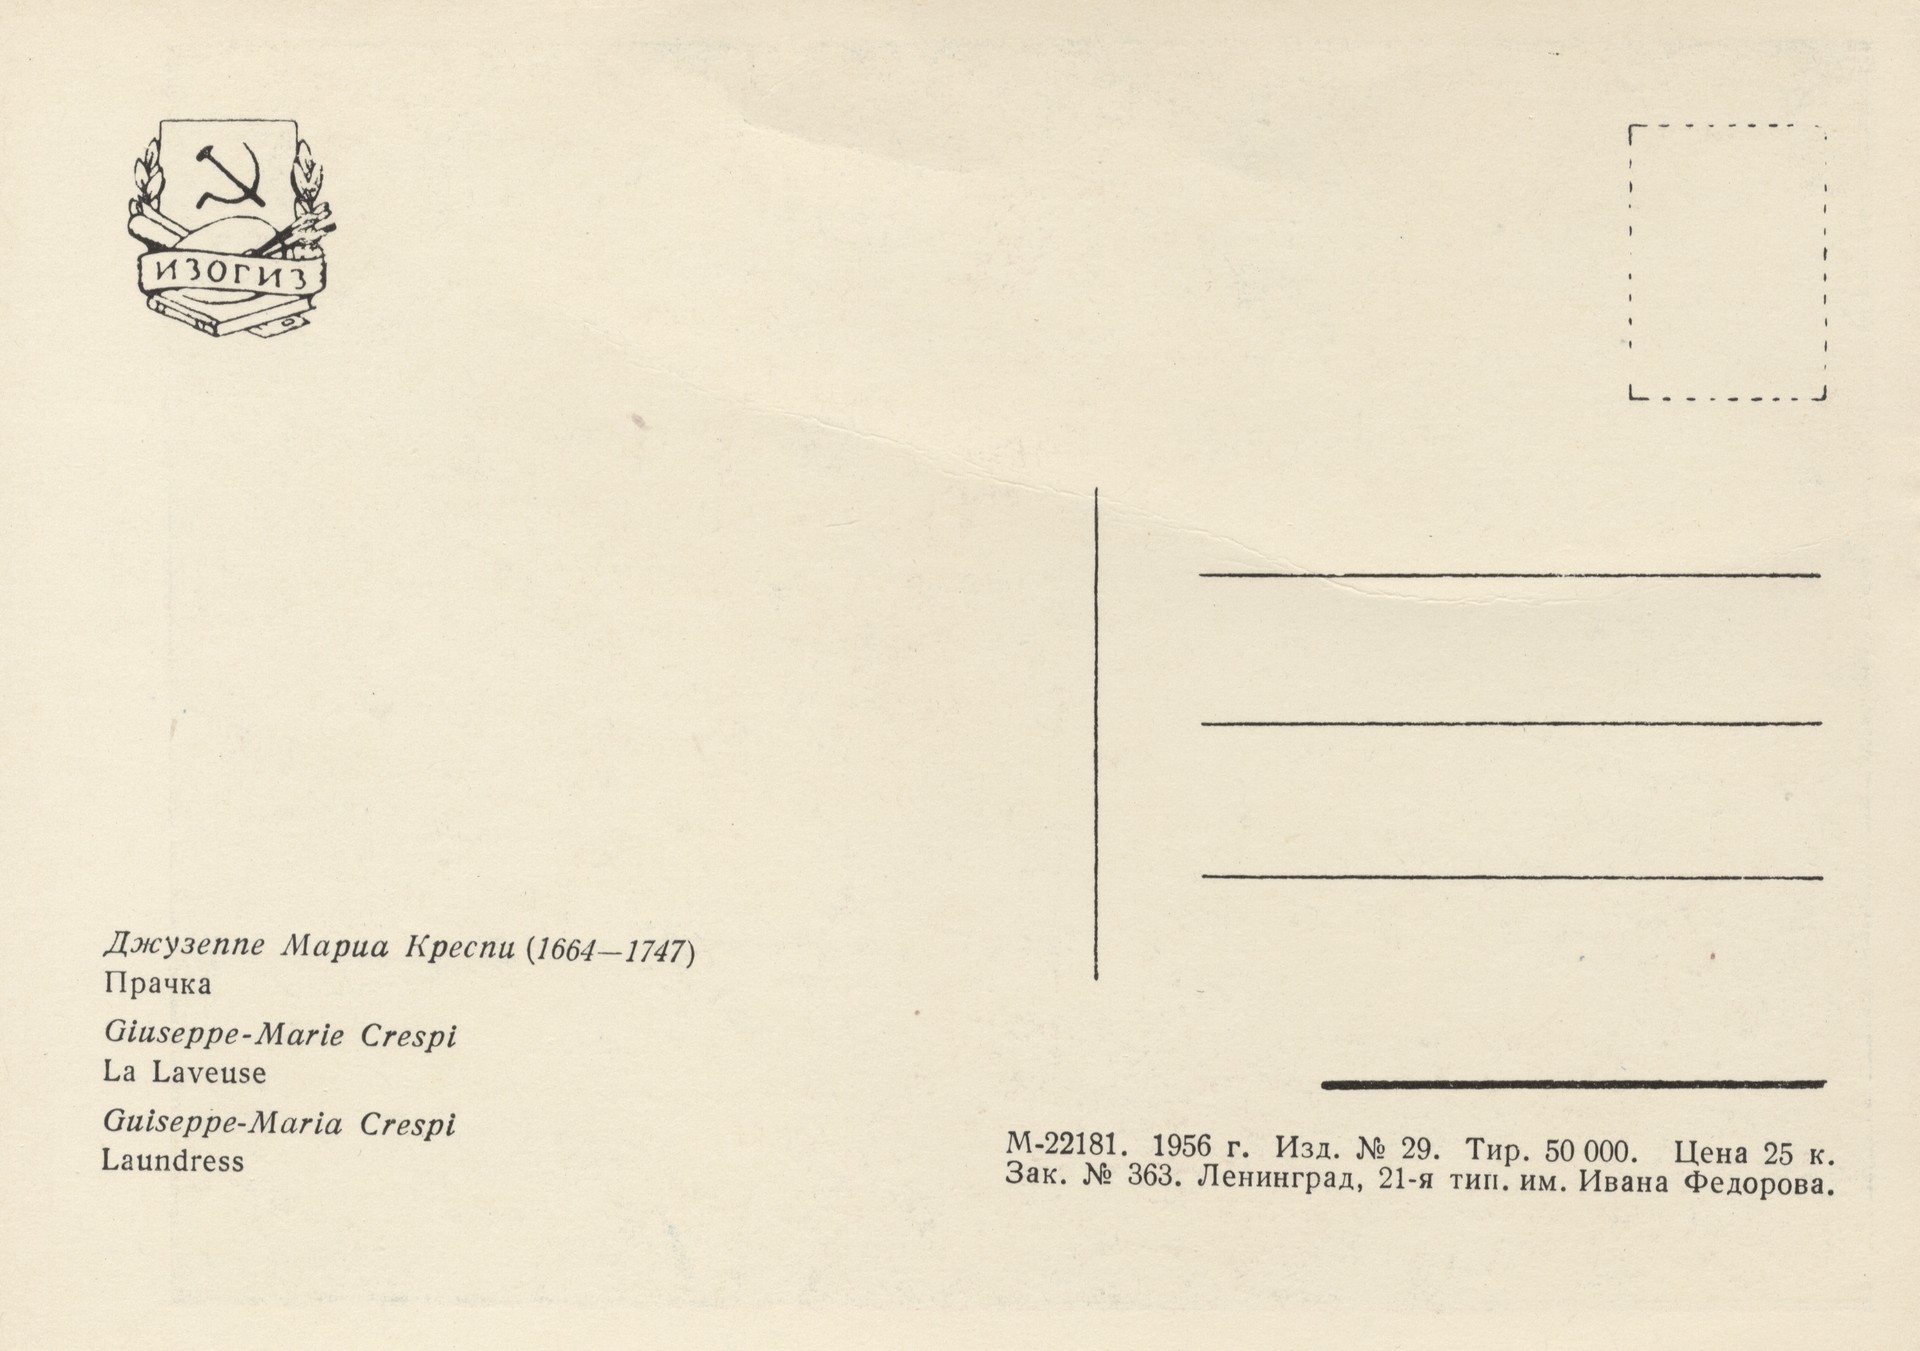 ИЗОГИЗ
Джузеппе Мариа Креспи (1664—1747)
Прачка
Giuseppe-Marie Crespi
La Laveuse
Guiseppe-Maria Crespi
Laundress
М-22181. 1956 г. Изд. № 29. Тир. 50 000. Цена 25 к.
Зак. № 363. Ленинград, 21-я тип. им. Ивана Федорова.